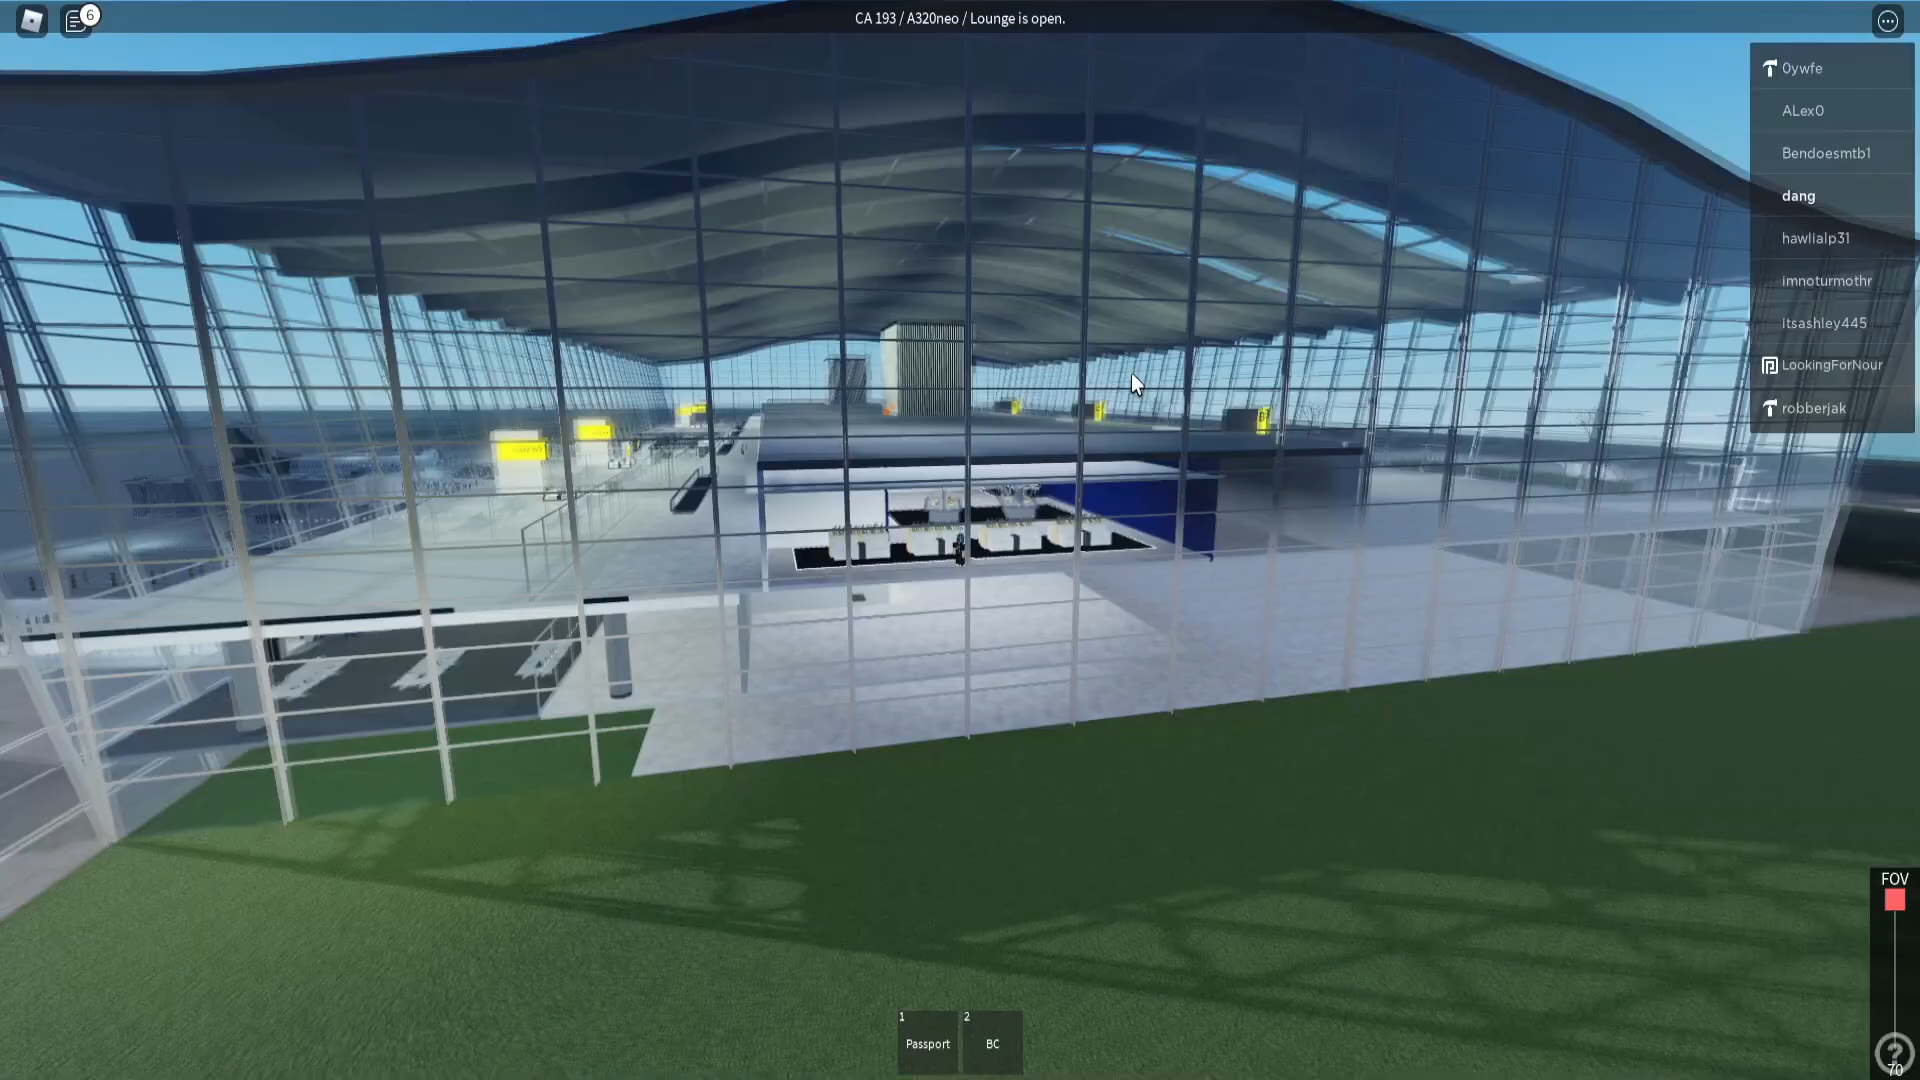 6
CA 193 / A320neo / Lounge is open.
0ywfe
ALex0
Bendoesmtb1
dang
hawlialp31
imnoturmothr
itsashley445
LookingForNour
robberjak
FOV
70
1
Passport
2
BC